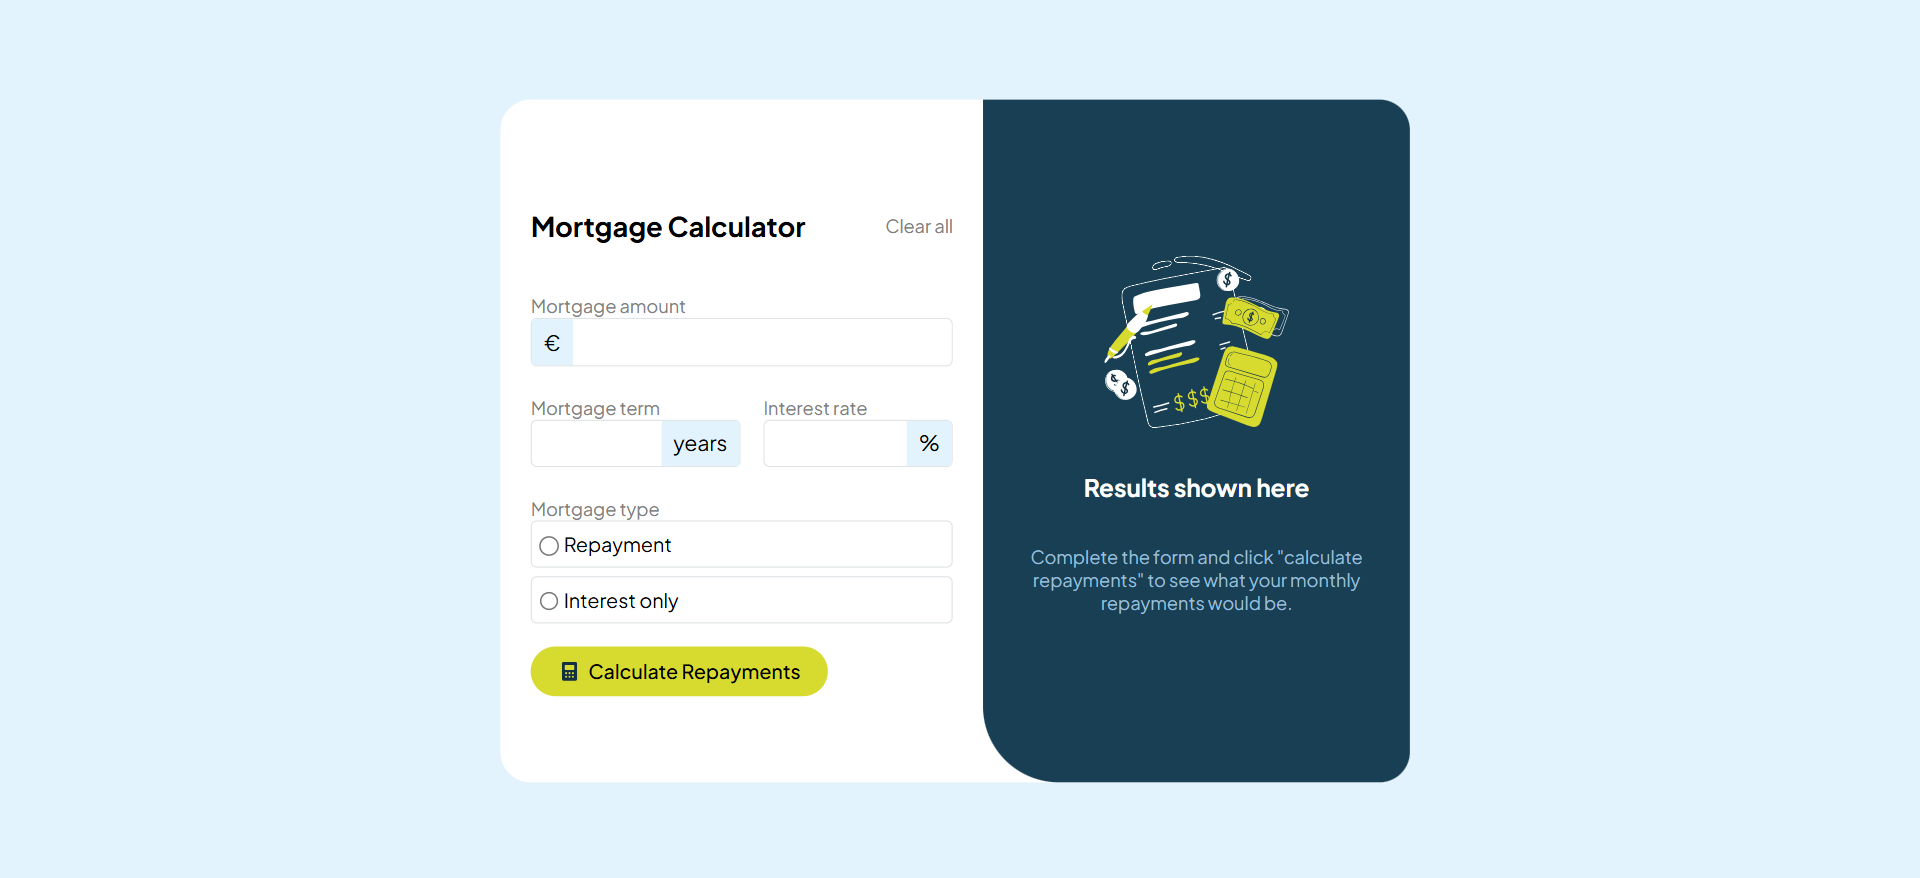 Mortgage Calculator
Clear all
Mortgage amount
€
Mortgage term
Interest rate
years
%
Mortgage type
Repayment
Interest only
Calculate Repayments
$
$
$
$
$$$
Results shown here
Complete the form and click "calculate
repayments" to see what your monthly
repayments would be.